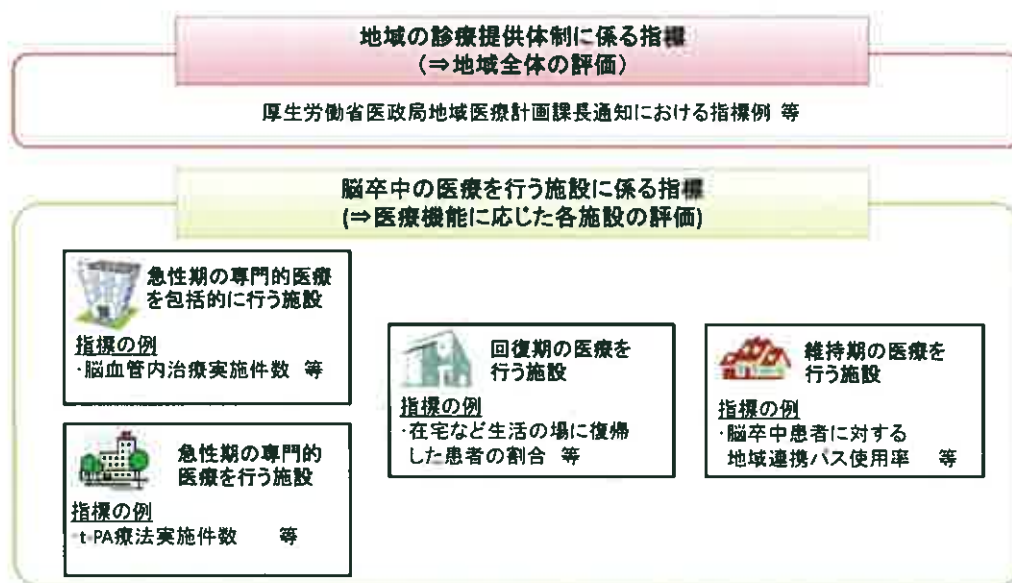 地域の診療提供体制に係る指標
(⇒地域全体の評価)
厚生労働省医政局地域医療計画課長通知における指標例 等
脳卒中の医療を行う施設に係る指標
(⇒医療機能に応じた各施設の評価)
急性期の専門的医療
を包括的に行う施設
指標の例
・脳血管内治療実施件数 等
急性期の専門的
医療を行う施設
指標の例
・t-PA療法実施件数 等
回復期の医療を
行う施設
指標の例
・在宅など生活の場に復帰
した患者の割合 等
維持期の医療を
行う施設
指標の例
・脳卒中患者に対する
地域連携パス使用率 等